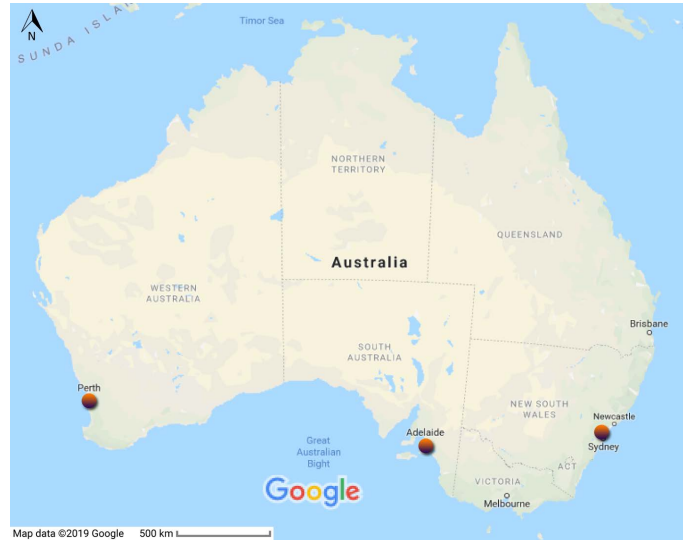 N
Timor Sea
SUNDA ISLAN
NORTHERN
TERRITORY
QUEENSLAND
Australia
WESTERN
AUSTRALIA
SOUTH
AUSTRALIA
Brisbane
Perth
NEW SOUTH
WALES
Newcastle
Adelaide
Sydney
Great
Australian
Bight
ACT
VICTORIA
Google
Melbourne
Map data ©2019 Google 500 km